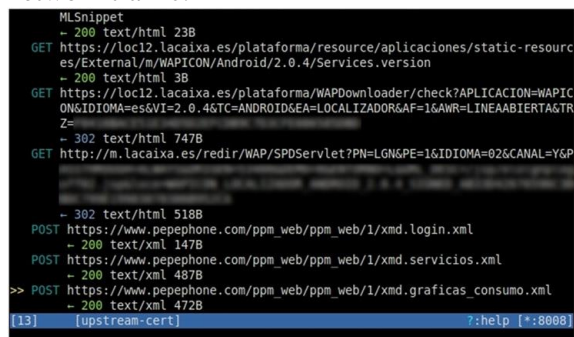 MLSnippet
← 200 text/html 23B
GET https://loc12.lacaixa.es/plataforma/resource/aplicaciones/static-resourc
es/External/m/WAPICON/Android/2.0.4/Services.version
← 200 text/html 3B
GET https://loc12.lacaixa.es/plataforma/WAPDownloader/check?APLICACION=WAPIC
ON&IDIOMA=es&VI=2.0.4&TC=ANDROID&EA=LOCALIZADOR&AF=1&AWR=LINEAABIERTA&TR
Z=
← 302 text/html 747B
GET http://m.lacaixa.es/redir/WAP/SPDServlet?PN=LGN&PE=1&IDIOMA=02&CANAL=Y&P
← 302 text/html 518B
POST https://www.pepephone.com/ppm_web/ppm_web/1/xmd.login.xml
← 200 text/xml 147B
POST https://www.pepephone.com/ppm_web/ppm_web/1/xmd.servicios.xml
← 200 text/xml 487B
>> POST https://www.pepephone.com/ppm_web/ppm_web/1/xmd.graficas_consumo.xml
← 200 text/xml 472B
[13] [upstream-cert] ?:help [*:8008]